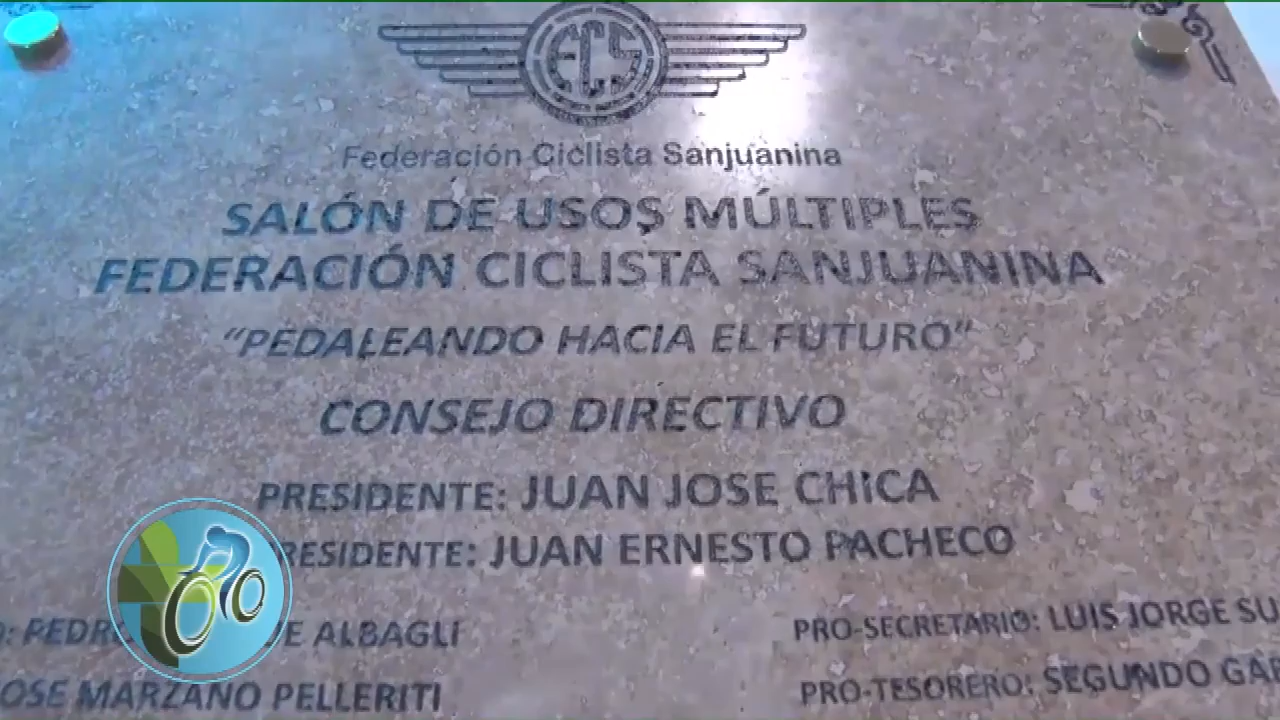 FCS
Federación Ciclista Sanjuanina
SALÓN DE USOS MÚLTIPLES
FEDERACIÓN CICLISTA SANJUANINA
“PEDALEANDO HACIA EL FUTURO”
CONSEJO DIRECTIVO
PRESIDENTE: JUAN JOSE CHICA
RESIDENTE: JUAN ERNESTO PACHECO
ALBAGLI PRO-SECRETARIO: LUIS JORGE
JOSE MARZANO PELLERITI PRO-TESORERO: SEGUNDO